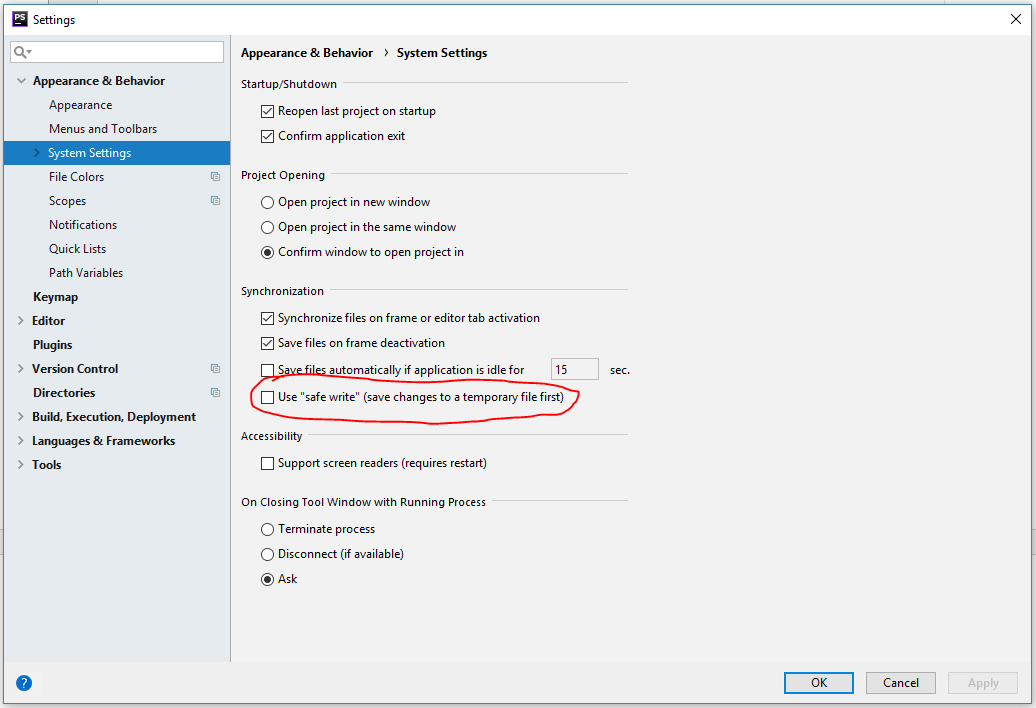 PS Settings
Appearance & Behavior
Appearance
Menus and Toolbars
System Settings
File Colors
Scopes
Notifications
Quick Lists
Path Variables
Keymap
Editor
Plugins
Version Control
Directories
Build, Execution, Deployment
Languages & Frameworks
Tools
Appearance & Behavior › System Settings
Startup/Shutdown
Reopen last project on startup
Confirm application exit
Project Opening
Open project in new window
Open project in the same window
Confirm window to open project in
Synchronization
Synchronize files on frame or editor tab activation
Save files on frame deactivation
Save files automatically if application is idle for 15 sec.
Use "safe write" (save changes to a temporary file first)
Accessibility
Support screen readers (requires restart)
On Closing Tool Window with Running Process
Terminate process
Disconnect (if available)
Ask
? OK Cancel Apply